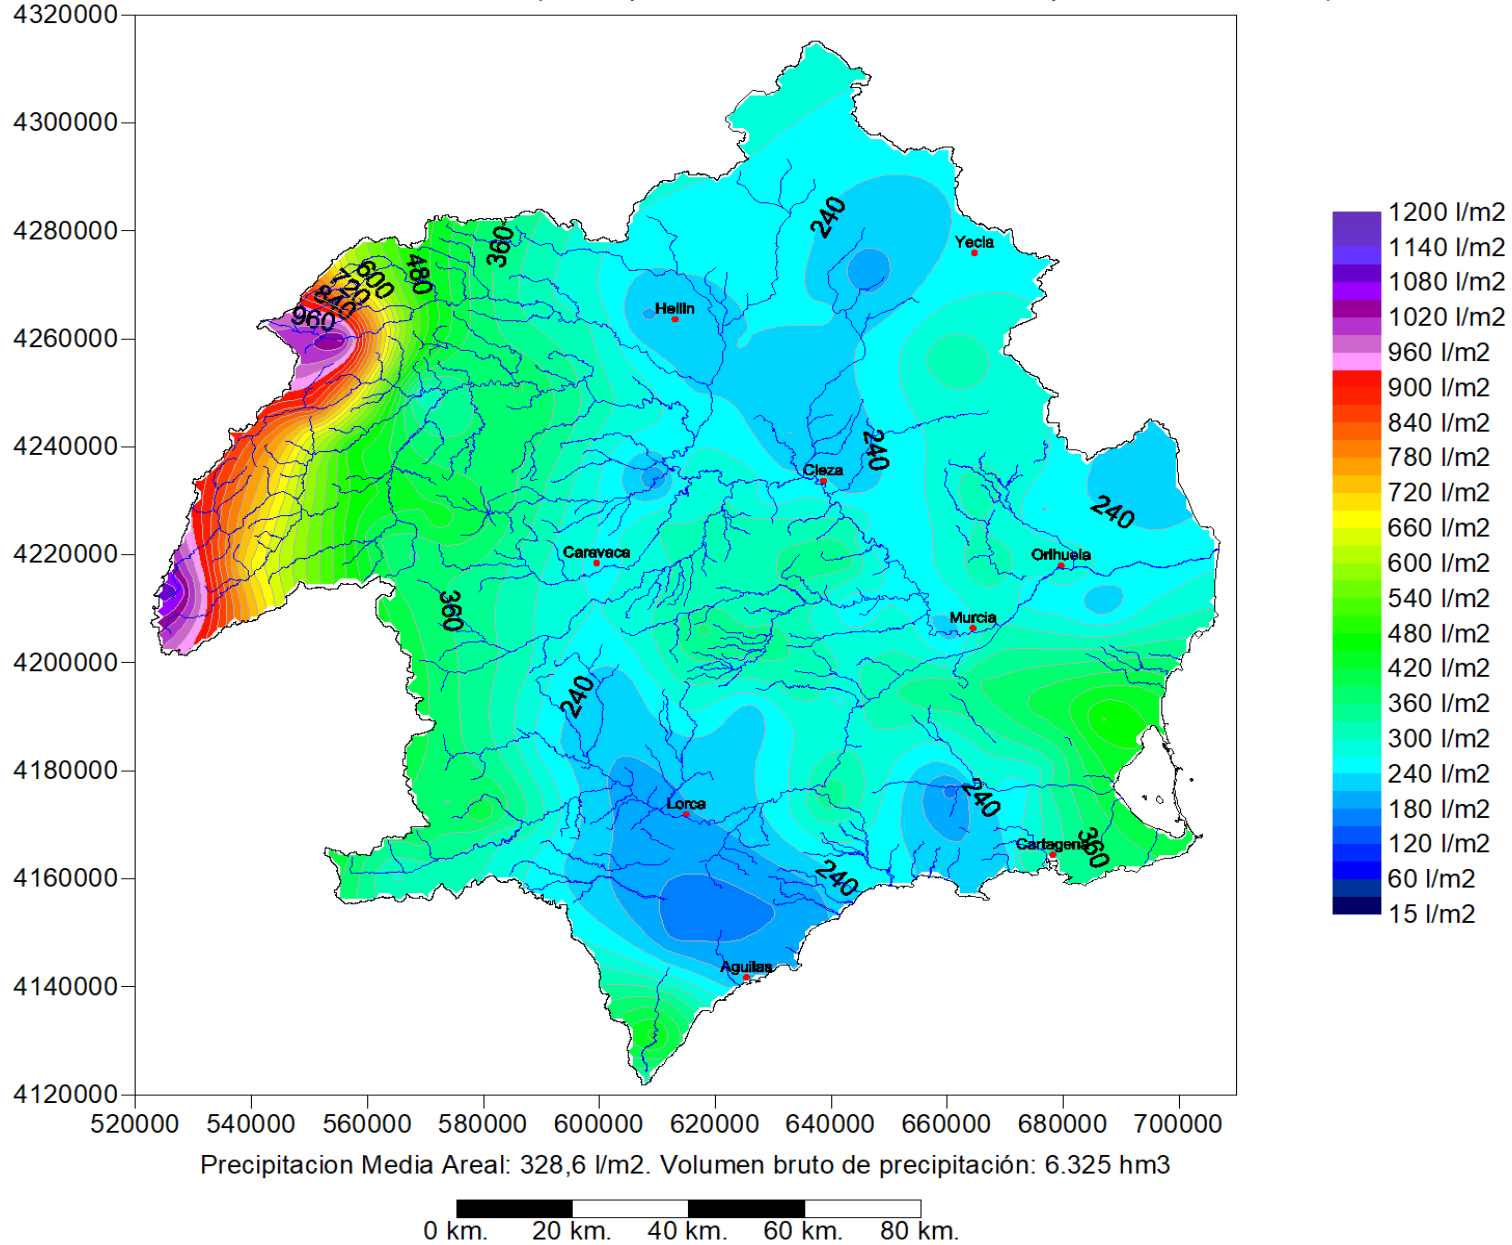 4320000
4300000
4280000
4260000
4240000
4220000
4200000
4180000
4160000
4140000
4120000
520000 540000 560000 580000 600000 620000 640000 660000 680000 700000
240
Yecla
360
480
600
720
840
960
Hellin
240
Cieza
240
Caravaca
Orihuela
360
Murcia
240
Lorca
240
Cartagena
360
240
Aguilas
1200 l/m2
1140 l/m2
1080 l/m2
1020 l/m2
960 l/m2
900 l/m2
840 l/m2
780 l/m2
720 l/m2
660 l/m2
600 l/m2
540 l/m2
480 l/m2
420 l/m2
360 l/m2
300 l/m2
240 l/m2
180 l/m2
120 l/m2
60 l/m2
15 l/m2
Precipitacion Media Areal: 328,6 l/m2. Volumen bruto de precipitación: 6.325 hm3
0 km. 20 km. 40 km. 60 km. 80 km.